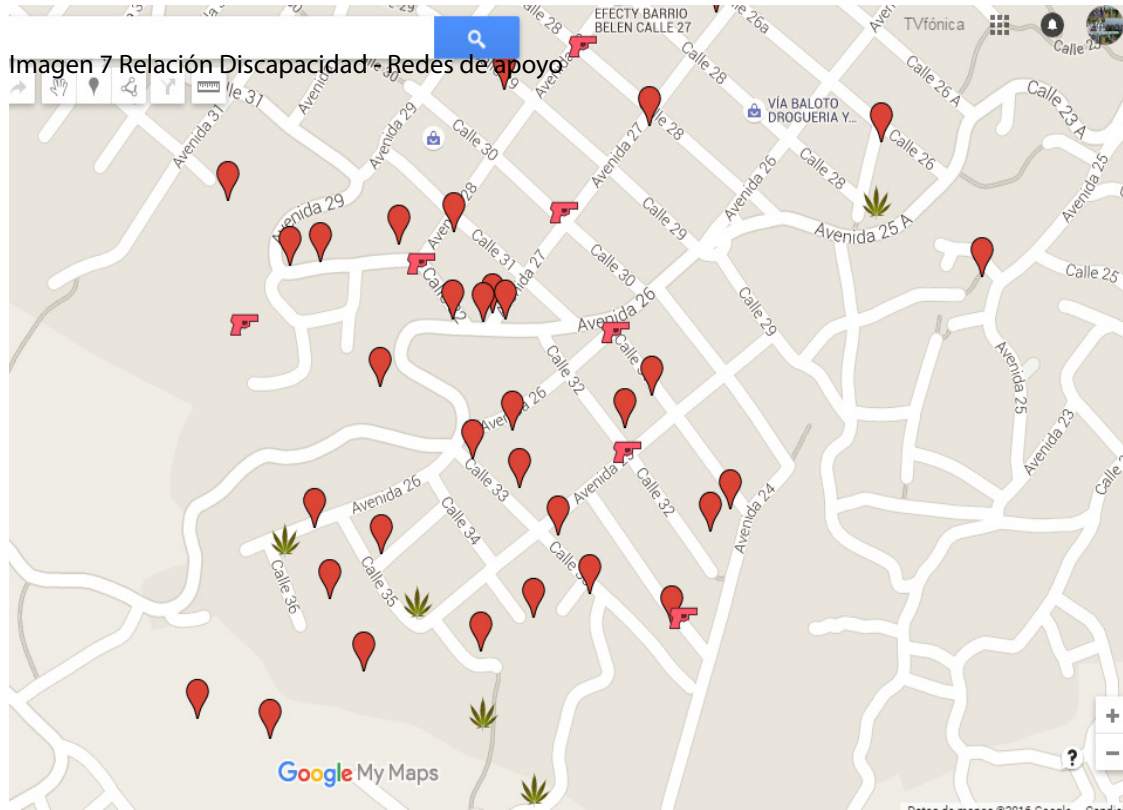 EFECTY BARRIO
BELEN CALLE 27
Calle 28
Calle 26a
TVfónica
Imagen 7 Relación Discapacidad - Redes de apoyo
Calle 31
Avenida 31
Avenida 29
Calle 30
Avenida 27
Calle 28
Calle 28
VÍA BALOTO
DROGUERIA Y...
Calle 26 A
Calle 23 A
Calle 26
Avenida 25
Avenida 26
Calle 28
Avenida 29
Calle 29
Avenida 25 A
Calle 31
Calle 30
Calle 25
Avenida 26
Calle 29
Calle 32
Avenida 25
Avenida 26
Avenida 23
Calle 33
Avenida 26
Calle 32
Calle 34
Avenida 24
Calle 36
Calle 35
Google My Maps
+
?
−